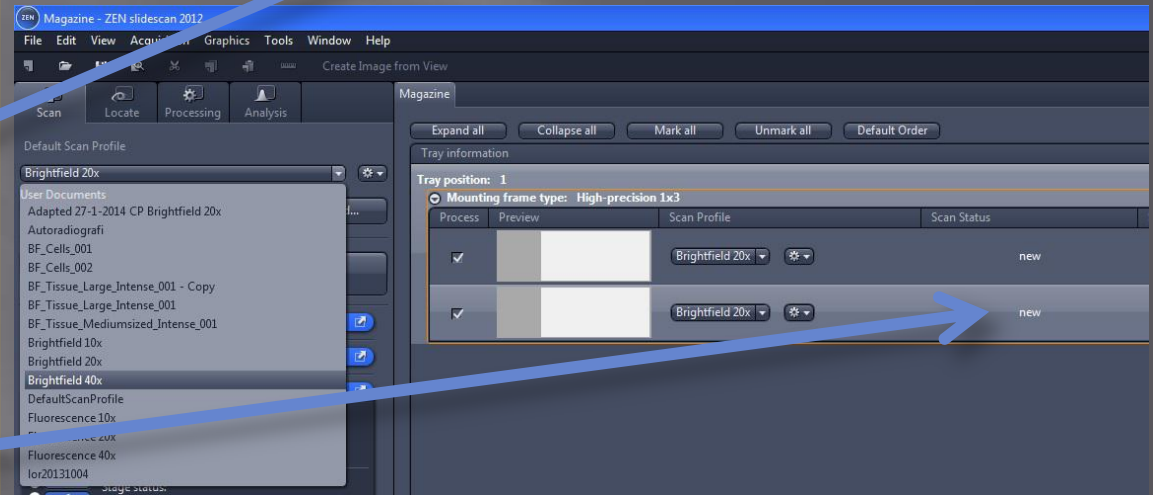 ZEN Magazine - ZEN slidescan 2012
File Edit View Graphics Tools Window Help
Create Image from View
Scan Locate Processing Analysis
Magazine
Expand all Collapse all Mark all Unmark all Default Order
Default Scan Profile
Tray information
Brightfield 20x
Tray position: 1
User Documents
Mounting frame type: High-precision 1x3
Adapted 27-1-2014 CP Brightfield 20x
Process Preview Scan Profile Scan Status
Autoradiografi
BF_Cells_001
Brightfield 20x new
BF_Cells_002
BF_Tissue_Large_Intense_001 - Copy
BF_Tissue_Large_Intense_001
Brightfield 20x new
BF_Tissue_Mediumsized_Intense_001
Brightfield 10x
Brightfield 20x
Brightfield 40x
DefaultScanProfile
Fluorescence 10x
Fluorescence 40x
Ior20131004
Stage status: